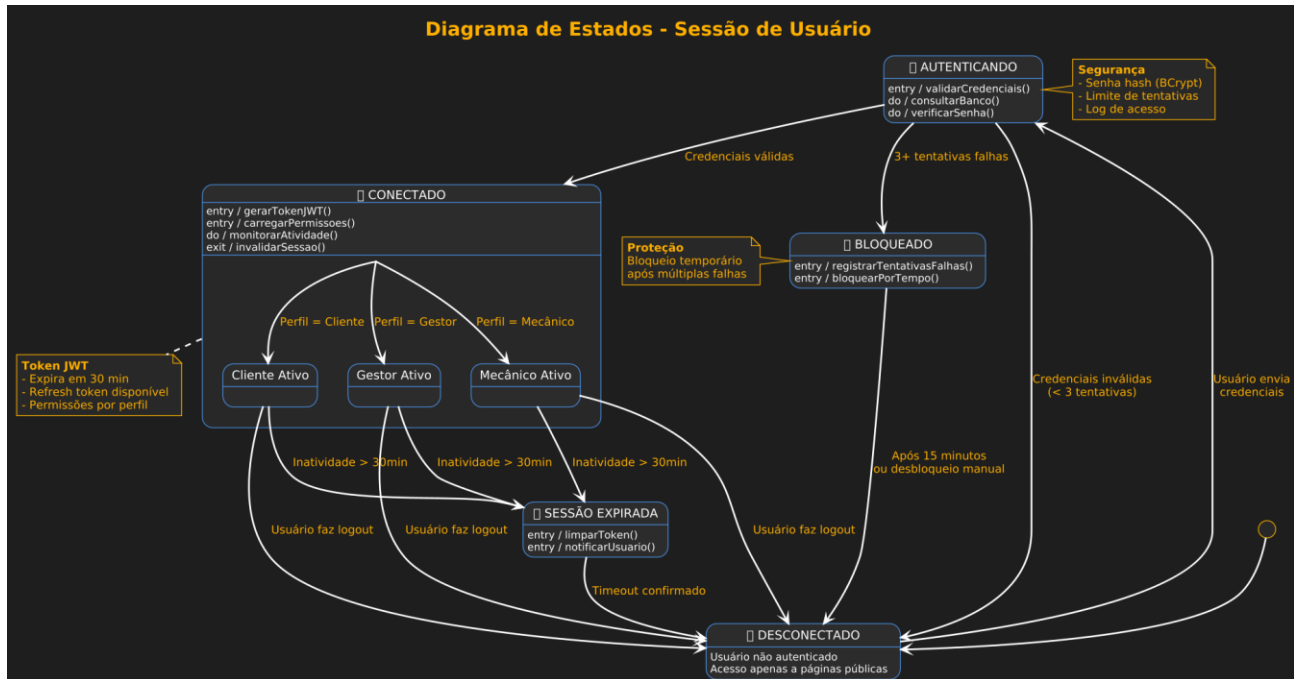 Diagrama de Estados - Sessão de Usuário
AUTENTICANDO
entry / validarCredenciais()
do / consultarBanco()
do / verificarSenha()
Segurança
- Senha hash (BCrypt)
- Limite de tentativas
- Log de acesso
Credenciais válidas
3+ tentativas falhas
CONECTADO
entry / gerarTokenJWT()
entry / carregarPermissoes()
do / monitorarAtividade()
exit / invalidarSessao()
Proteção
Bloqueio temporário
após múltiplas falhas
BLOQUEADO
entry / registrarTentativasFalhas()
entry / bloquearPorTempo()
Perfil = Cliente
Perfil = Gestor
Perfil = Mecânico
Token JWT
- Expira em 30 min
- Refresh token disponível
- Permissões por perfil
Cliente Ativo
Gestor Ativo
Mecânico Ativo
Credenciais inválidas
(< 3 tentativas)
Usuário envia
credenciais
Inatividade > 30min
Inatividade > 30min
Inatividade > 30min
Após 15 minutos
ou desbloqueio manual
SESSÃO EXPIRADA
entry / limparToken()
entry / notificarUsuario()
Usuário faz logout
Usuário faz logout
Usuário faz logout
Timeout confirmado
DESCONECTADO
Usuário não autenticado
Acesso apenas a páginas públicas